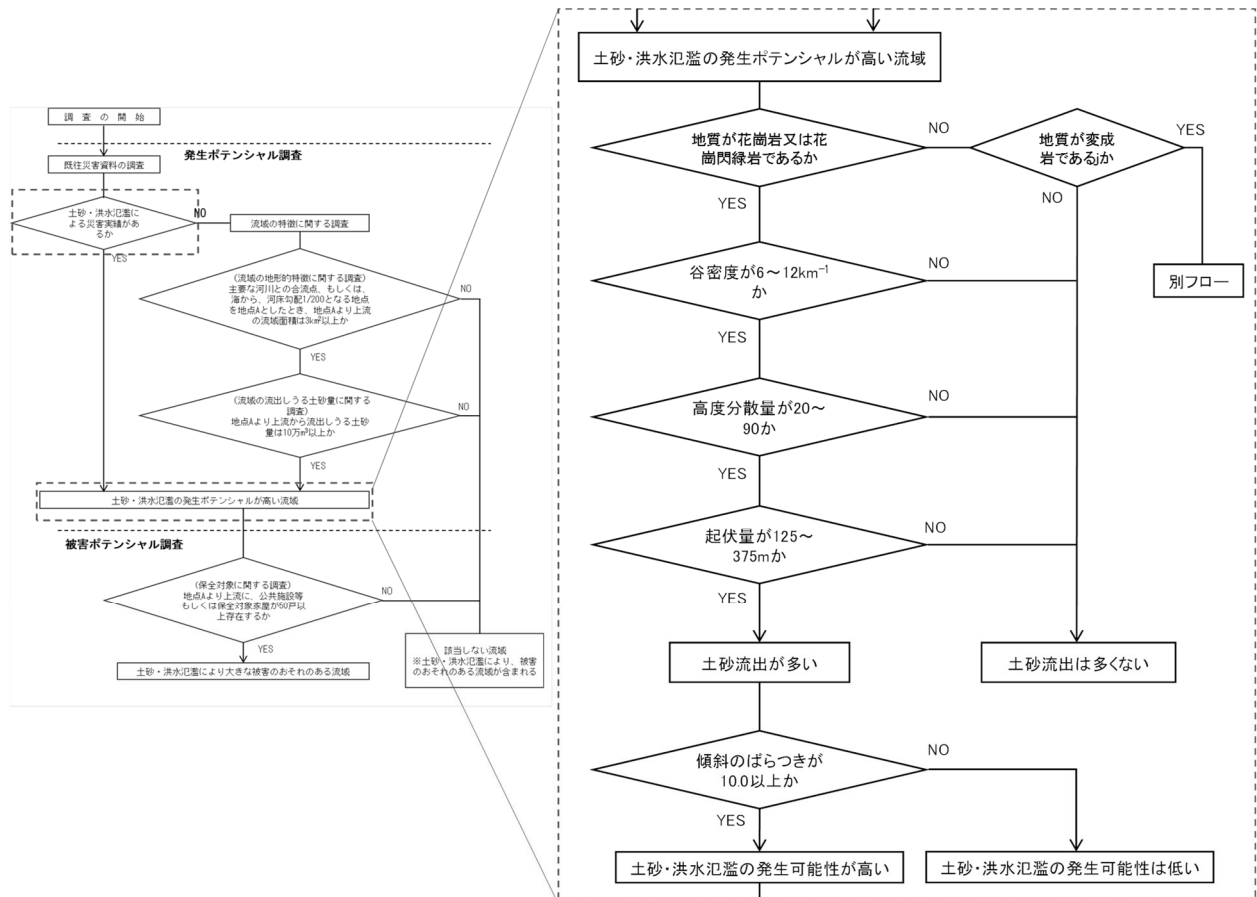 調査の開始
発生ポテンシャル調査
既往災害資料の調査
土砂・洪水氾濫に
よる災害実績があ
るか
NO
YES
流域の特徴に関する調査
(流域の地形的特徴に関する調査)
主要な河川との合流点、もしくは、
海から、河床勾配1/200となる地点
を地点Aとしたとき、地点Aより上流
の流域面積は3km²以上か
NO
YES
(流域の流出しうる土砂量に関する
調査)
地点Aより上流から流出しうる土砂
量は10万m³以上か
NO
YES
土砂・洪水氾濫の発生ポテンシャルが高い流域
被害ポテンシャル調査
(保全対象に関する調査)
地点Aより上流に、公共施設等
もしくは保全対象家屋が50戸以
上存在するか
NO
YES
土砂・洪水氾濫により大きな被害のおそれのある流域
該当しない流域
※土砂・洪水氾濫により、被害
のおそれのある流域が含まれる
土砂・洪水氾濫の発生ポテンシャルが高い流域
地質が花崗岩又は花
崗閃緑岩であるか
NO
YES
地質が変成
岩であるjか
YES
NO
別フロー
谷密度が6～12km⁻¹
か
NO
YES
高度分散量が20～
90か
NO
YES
起伏量が125～
375mか
NO
YES
土砂流出が多い
土砂流出は多くない
傾斜のばらつきが
10.0以上か
NO
YES
土砂・洪水氾濫の発生可能性が高い
土砂・洪水氾濫の発生可能性は低い